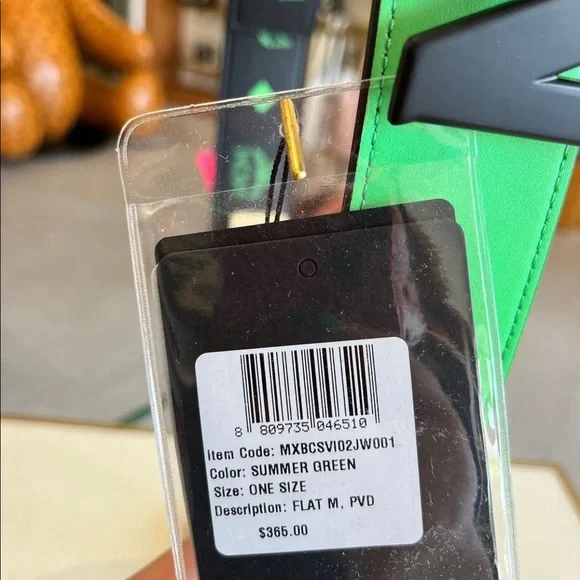 8 809735 046510
Item Code: MXBCSVI02JW001
Color: SUMMER GREEN
Size: ONE SIZE
Description: FLAT M, PVD
$365.00